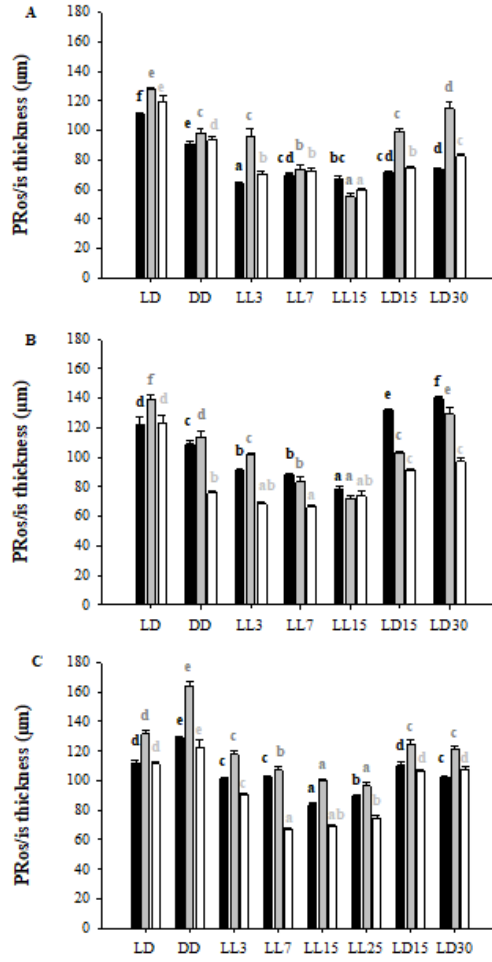 A
PRos/is thickness (µm)
180
160
140
120
100
80
60
40
20
0
f e e
e c d
a c b
c d b b
bc a a
c d c b
d d c
LD DD LL3 LL7 LL15 LD15 LD30
B
PRos/is thickness (µm)
180
160
140
120
100
80
60
40
20
0
d f d
c d b
b c ab
b b a
a a ab
e c c
f e c
LD DD LL3 LL7 LL15 LD15 LD30
C
PRos/is thickness (µm)
180
160
140
120
100
80
60
40
20
0
d d d
e e e
c c c
c b a
a a ab
b a b
d c d
c c d
LD DD LL3 LL7 LL15 LL25 LD15 LD30